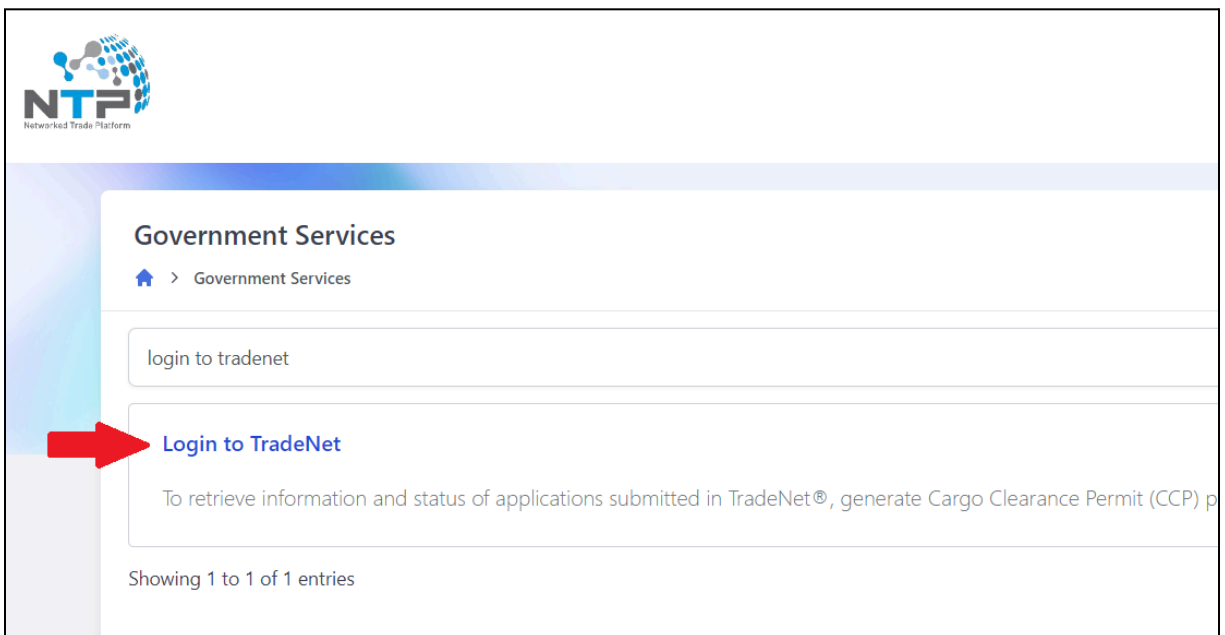 NTP
Networked Trade Platform
Government Services
> Government Services
login to tradenet
Login to TradeNet
To retrieve information and status of applications submitted in TradeNet®, generate Cargo Clearance Permit (CCP) p
Showing 1 to 1 of 1 entries